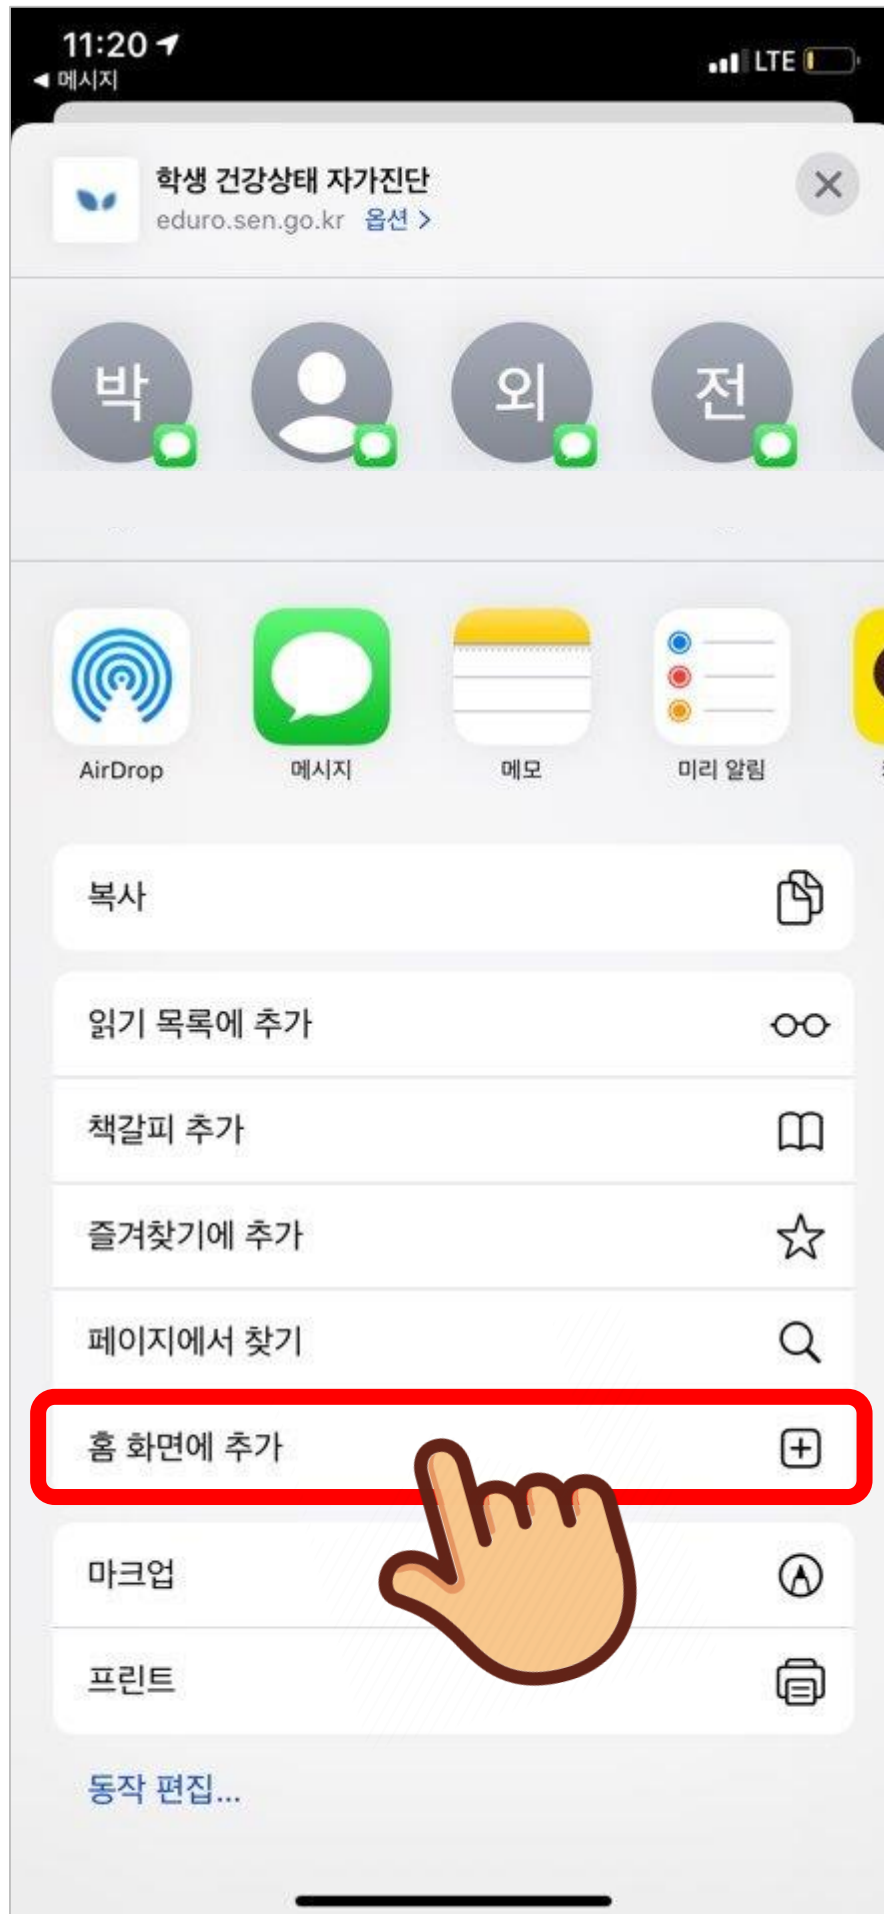 11:20
◀ 메시지
LTE
학생 건강상태 자가진단
eduro.sen.go.kr 옵션 >
박
외
전
AirDrop
메시지
메모
미리 알림
복사
읽기 목록에 추가
책갈피 추가
즐겨찾기에 추가
페이지에서 찾기
홈 화면에 추가
마크업
프린트
동작 편집...